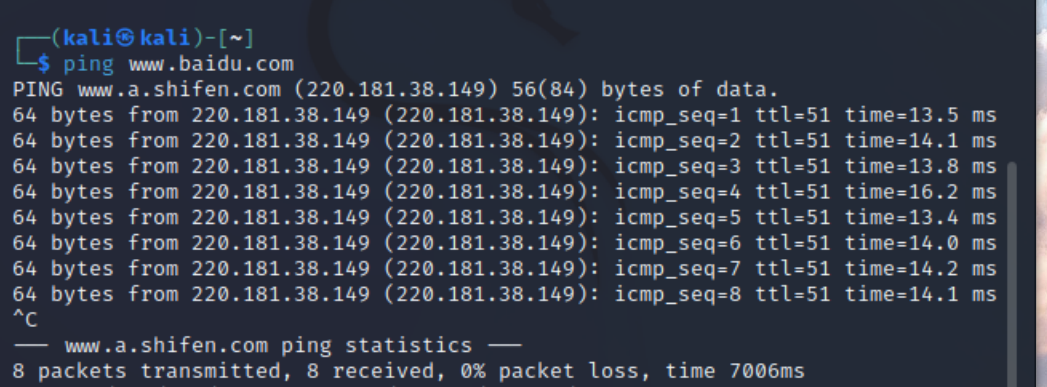 ┌──(kali㉿kali)-[~]
└─$ ping www.baidu.com
PING www.a.shifen.com (220.181.38.149) 56(84) bytes of data.
64 bytes from 220.181.38.149 (220.181.38.149): icmp_seq=1 ttl=51 time=13.5 ms
64 bytes from 220.181.38.149 (220.181.38.149): icmp_seq=2 ttl=51 time=14.1 ms
64 bytes from 220.181.38.149 (220.181.38.149): icmp_seq=3 ttl=51 time=13.8 ms
64 bytes from 220.181.38.149 (220.181.38.149): icmp_seq=4 ttl=51 time=16.2 ms
64 bytes from 220.181.38.149 (220.181.38.149): icmp_seq=5 ttl=51 time=13.4 ms
64 bytes from 220.181.38.149 (220.181.38.149): icmp_seq=6 ttl=51 time=14.0 ms
64 bytes from 220.181.38.149 (220.181.38.149): icmp_seq=7 ttl=51 time=14.2 ms
64 bytes from 220.181.38.149 (220.181.38.149): icmp_seq=8 ttl=51 time=14.1 ms
^C
--- www.a.shifen.com ping statistics ---
8 packets transmitted, 8 received, 0% packet loss, time 7006ms